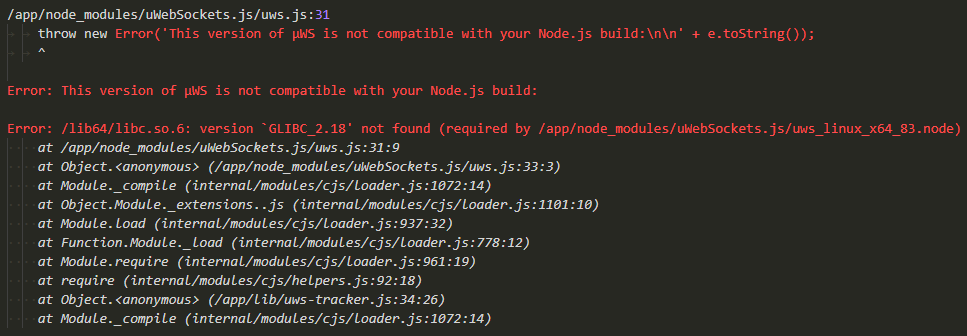 /app/node_modules/uWebSockets.js/uws.js:31
throw new Error('This version of µWS is not compatible with your Node.js build:\n\n' + e.toString());
^
Error: This version of µWS is not compatible with your Node.js build:
Error: /lib64/libc.so.6: version `GLIBC_2.18' not found (required by /app/node_modules/uWebSockets.js/uws_linux_x64_83.node)
at /app/node_modules/uWebSockets.js/uws.js:31:9
at Object.<anonymous> (/app/node_modules/uWebSockets.js/uws.js:33:3)
at Module._compile (internal/modules/cjs/loader.js:1072:14)
at Object.Module._extensions..js (internal/modules/cjs/loader.js:1101:10)
at Module.load (internal/modules/cjs/loader.js:937:32)
at Function.Module._load (internal/modules/cjs/loader.js:778:12)
at Module.require (internal/modules/cjs/loader.js:961:19)
at require (internal/modules/cjs/helpers.js:92:18)
at Object.<anonymous> (/app/lib/uws-tracker.js:34:26)
at Module._compile (internal/modules/cjs/loader.js:1072:14)